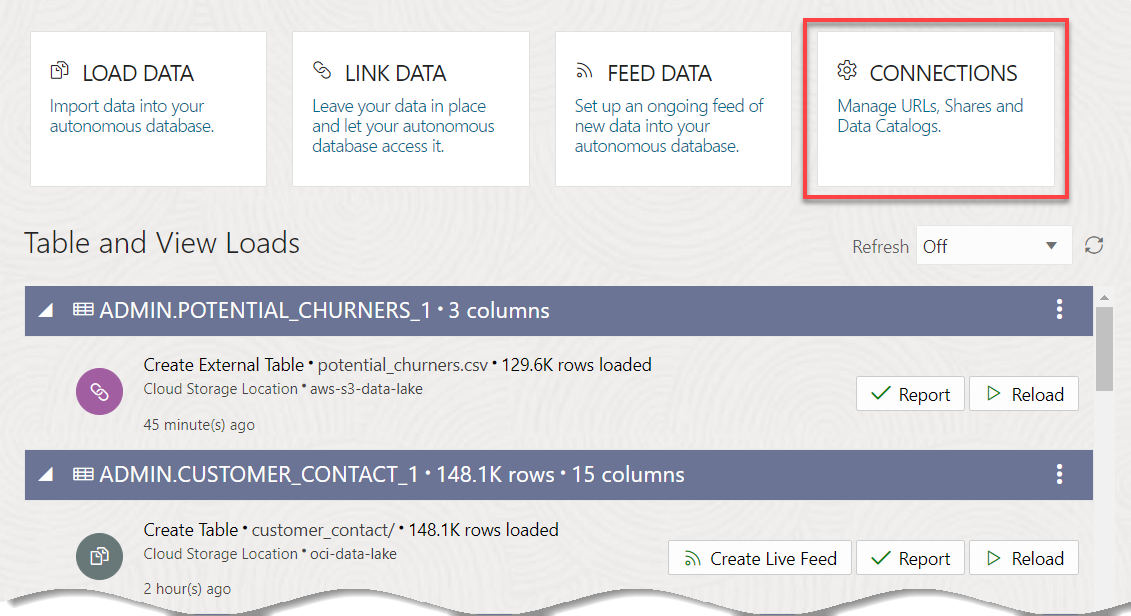 LOAD DATA
Import data into your
autonomous database.
LINK DATA
Leave your data in place
and let your autonomous
database access it.
FEED DATA
Set up an ongoing feed of
new data into your
autonomous database.
CONNECTIONS
Manage URLs, Shares and
Data Catalogs.
Table and View Loads
Refresh Off
ADMIN.POTENTIAL_CHURNERS_1 • 3 columns
Create External Table • potential_churners.csv • 129.6K rows loaded
Cloud Storage Location • aws-s3-data-lake
Report Reload
45 minute(s) ago
ADMIN.CUSTOMER_CONTACT_1 • 148.1K rows • 15 columns
Create Table • customer_contact/ • 148.1K rows loaded
Cloud Storage Location • oci-data-lake
Create Live Feed Report Reload
2 hour(s) ago